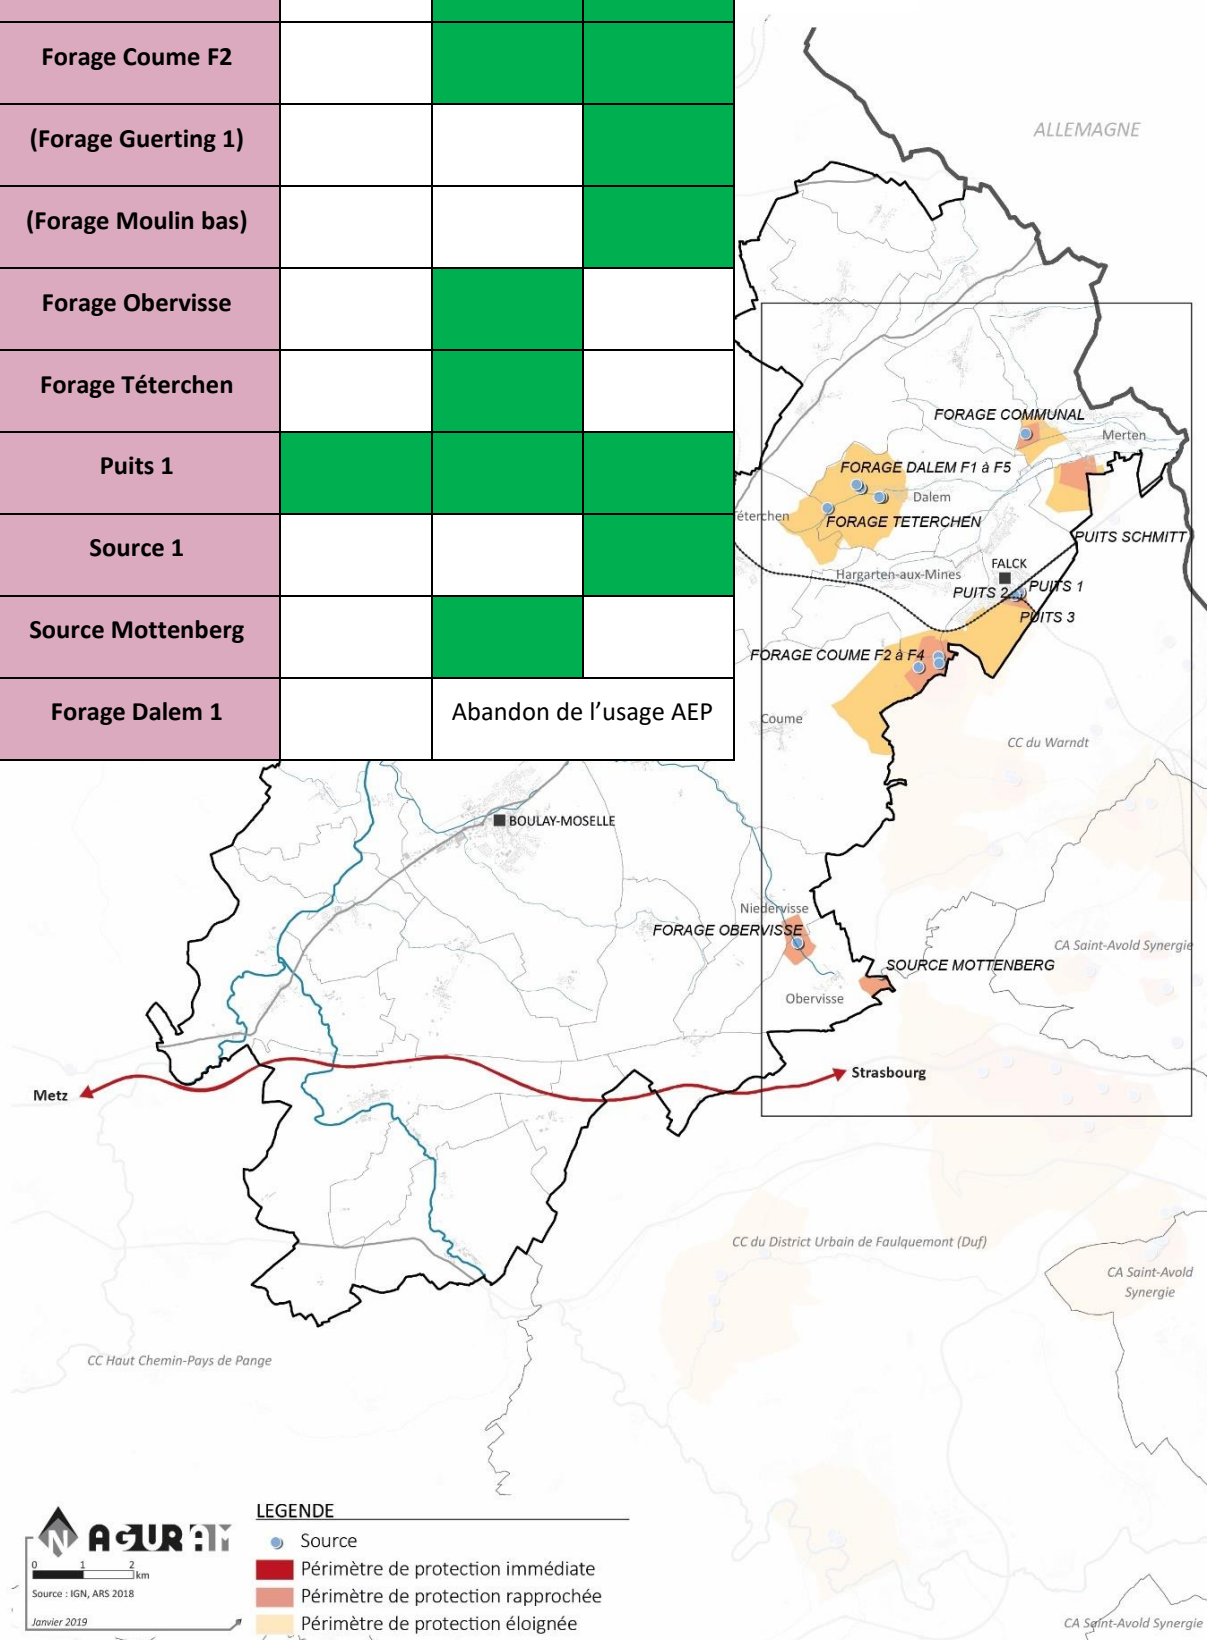 Forage Coume F2
(Forage Guerting 1)
(Forage Moulin bas)
Forage Obervisse
Forage Téterchen
Puits 1
Source 1
Source Mottenberg
Forage Dalem 1
Abandon de l’usage AEP
ALLEMAGNE
FORAGE COMMUNAL
Merten
FORAGE DALEM F1 à F5
Dalem
éterchen
FORAGE TETERCHEN
PUITS SCHMITT
Hargarten-aux-Mines
FALCK
PUITS 2
PUITS 1
PUITS 3
FORAGE COUME F2 à F4
Coume
CC du Warndt
BOULAY-MOSELLE
Niedervisse
FORAGE OBERVISSE
CA Saint-Avold Synergie
SOURCE MOTTENBERG
Obervisse
Strasbourg
Metz
CC du District Urbain de Faulquemont (Duf)
CA Saint-Avold
Synergie
CC Haut Chemin-Pays de Pange
LEGENDE
N AGURAM
Source
0 1 2
km
Périmètre de protection immédiate
Source : IGN, ARS 2018
Périmètre de protection rapprochée
Janvier 2019
Périmètre de protection éloignée
CA Saint-Avold Synergie